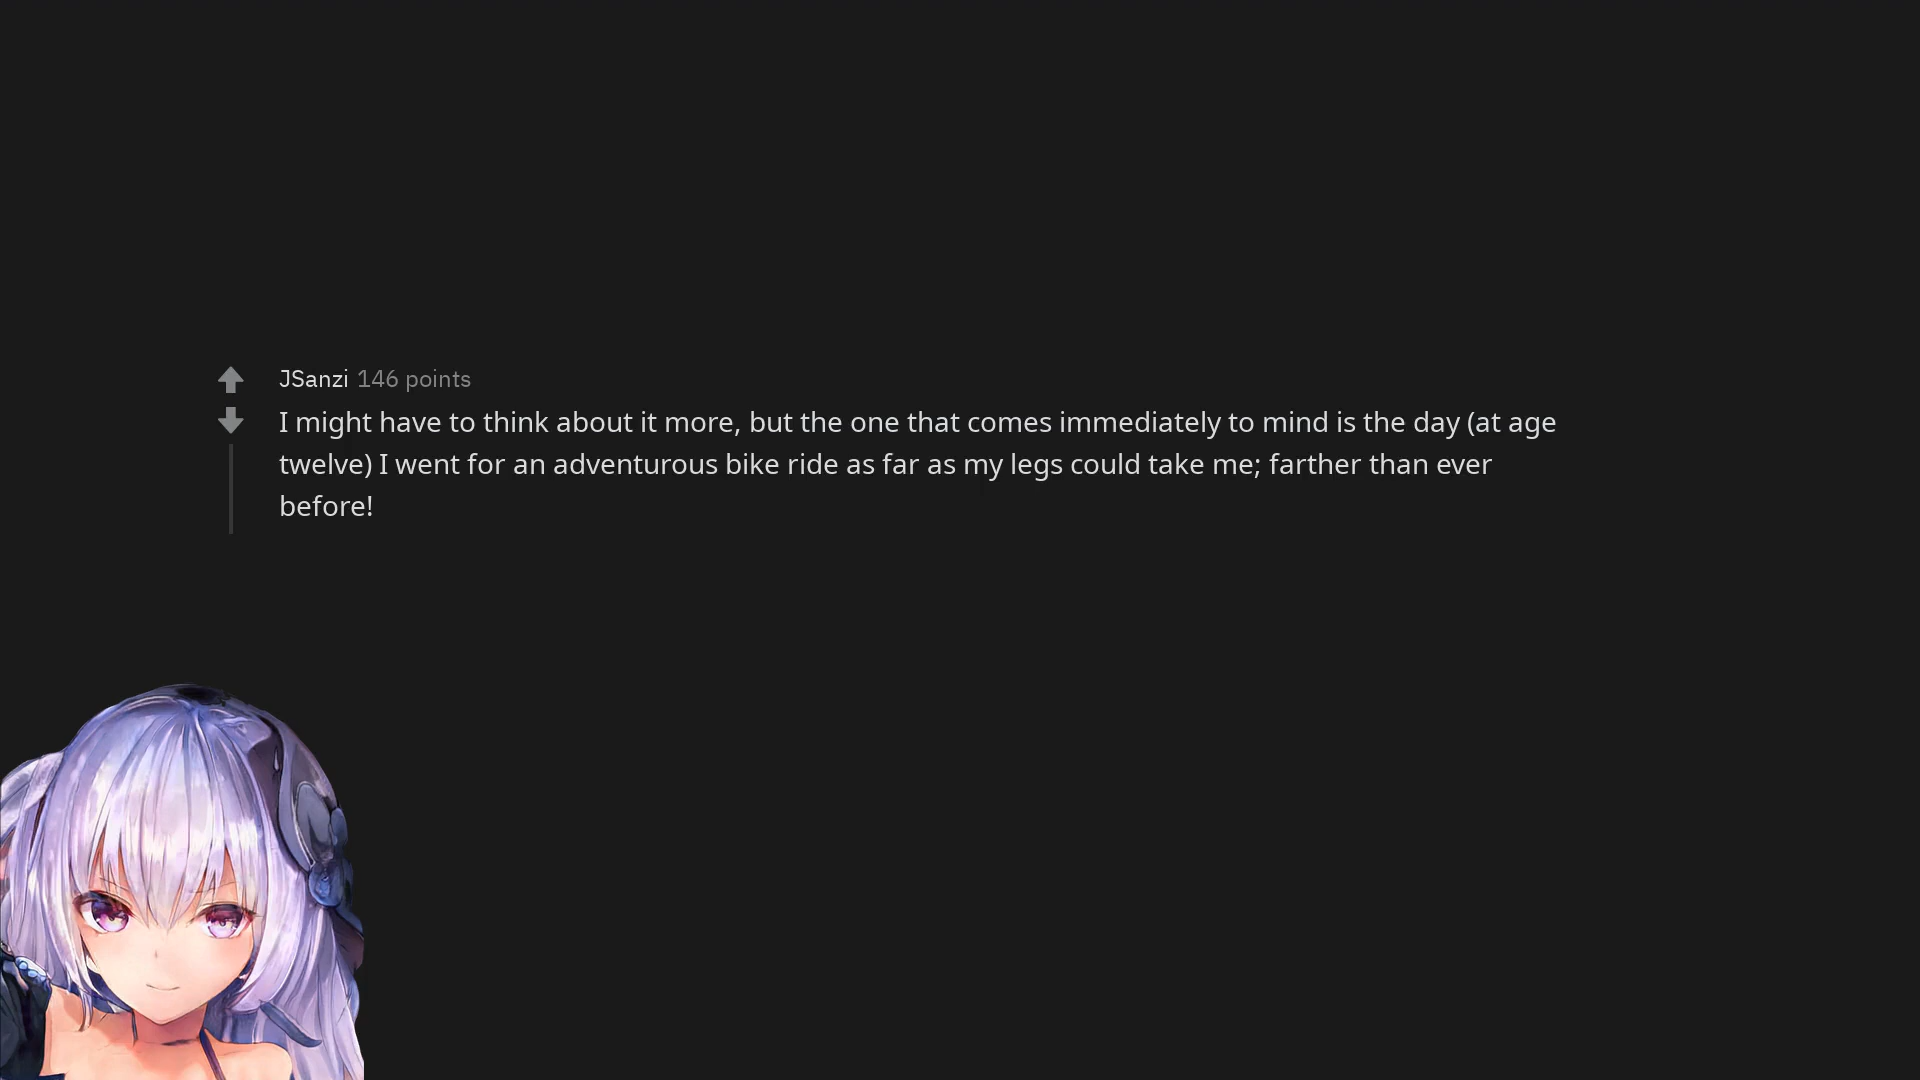 JSanzi 146 points
I might have to think about it more, but the one that comes immediately to mind is the day (at age
twelve) I went for an adventurous bike ride as far as my legs could take me; farther than ever
before!